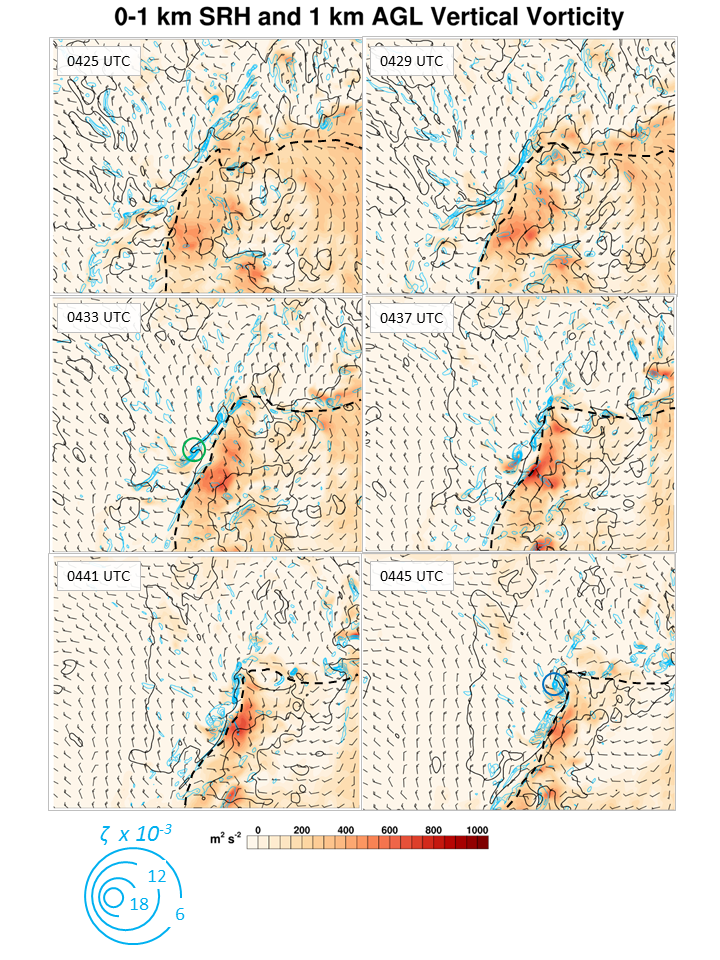 0-1 km SRH and 1 km AGL Vertical Vorticity
0425 UTC
0429 UTC
0433 UTC
0437 UTC
0441 UTC
0445 UTC
ζ x 10⁻³
12
18
6
m² s⁻²
0 200 400 600 800 1000